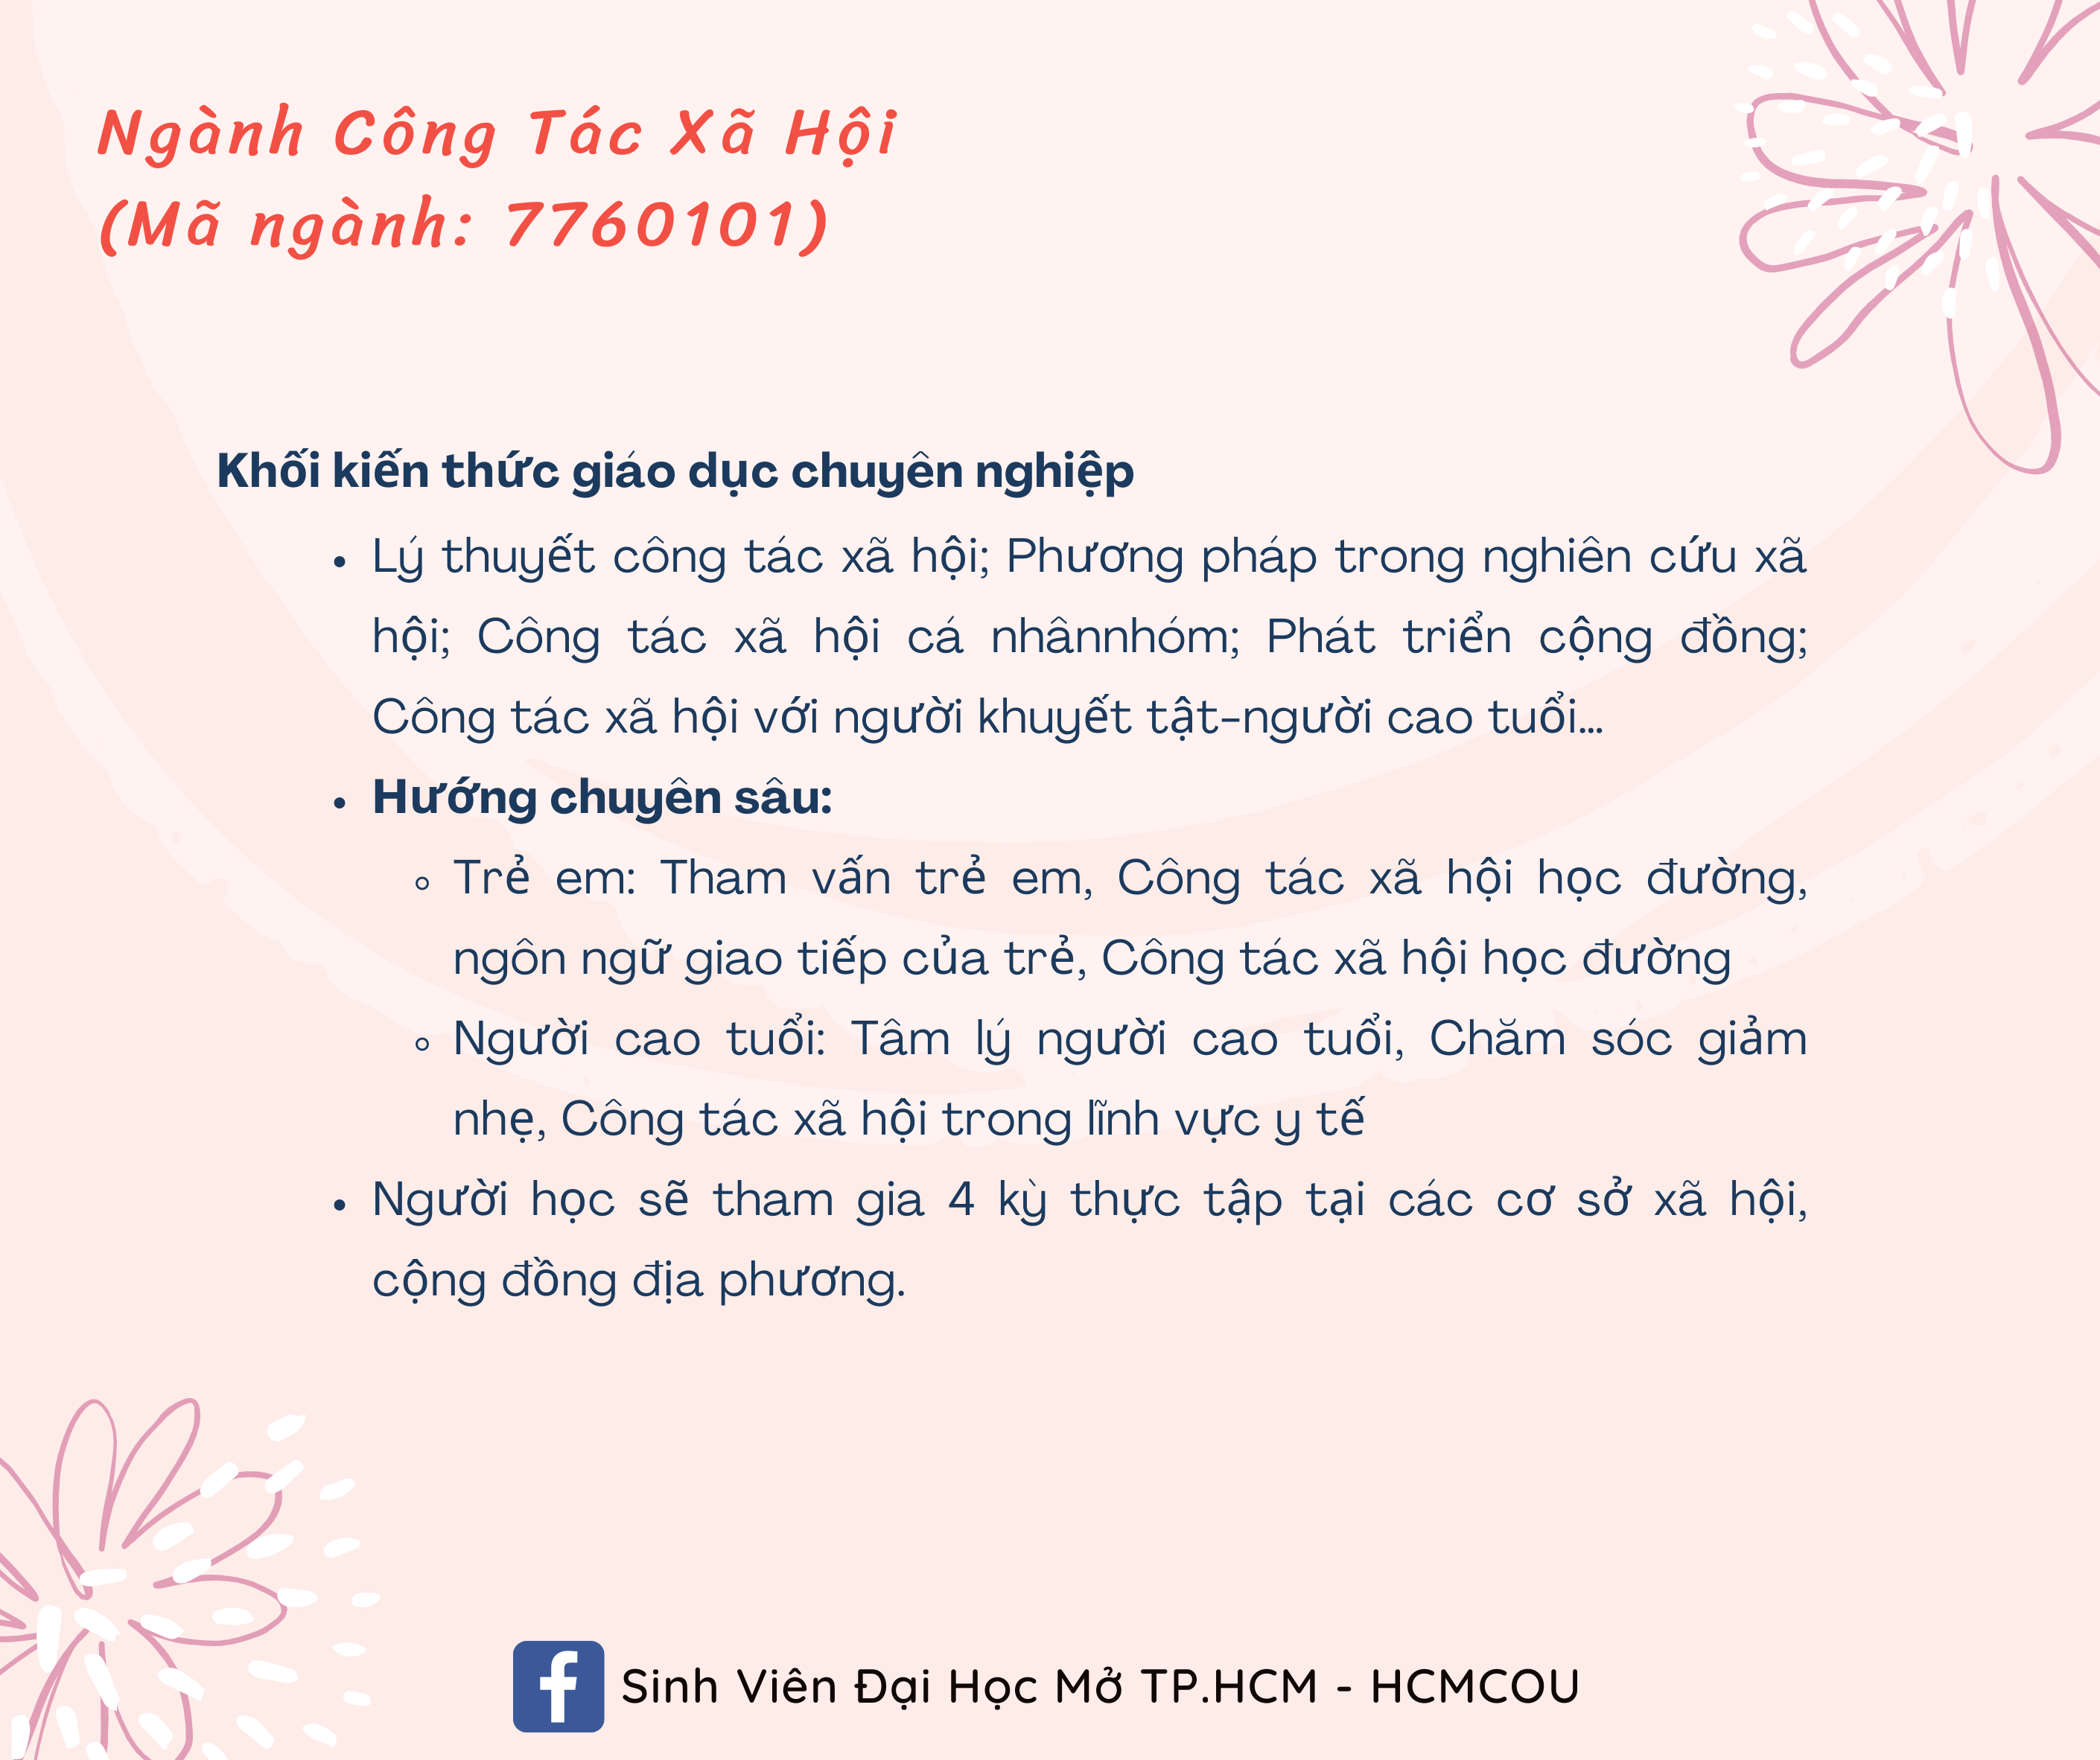 Ngành Công Tác Xã Hội
(Mã ngành: 7760101)
Khối kiến thức giáo dục chuyên nghiệp
• Lý thuyết công tác xã hội; Phương pháp trong nghiên cứu xã
hội; Công tác xã hội cá nhânnhóm; Phát triển cộng đồng;
Công tác xã hội với người khuyết tật-người cao tuổi...
• Hướng chuyên sâu:
◦ Trẻ em: Tham vấn trẻ em, Công tác xã hội học đường,
ngôn ngữ giao tiếp của trẻ, Công tác xã hội học đường
◦ Người cao tuổi: Tâm lý người cao tuổi, Chăm sóc giảm
nhẹ, Công tác xã hội trong lĩnh vực y tế
• Người học sẽ tham gia 4 kỳ thực tập tại các cơ sở xã hội,
cộng đồng địa phương.
Sinh Viên Đại Học Mở TP.HCM - HCMCOU